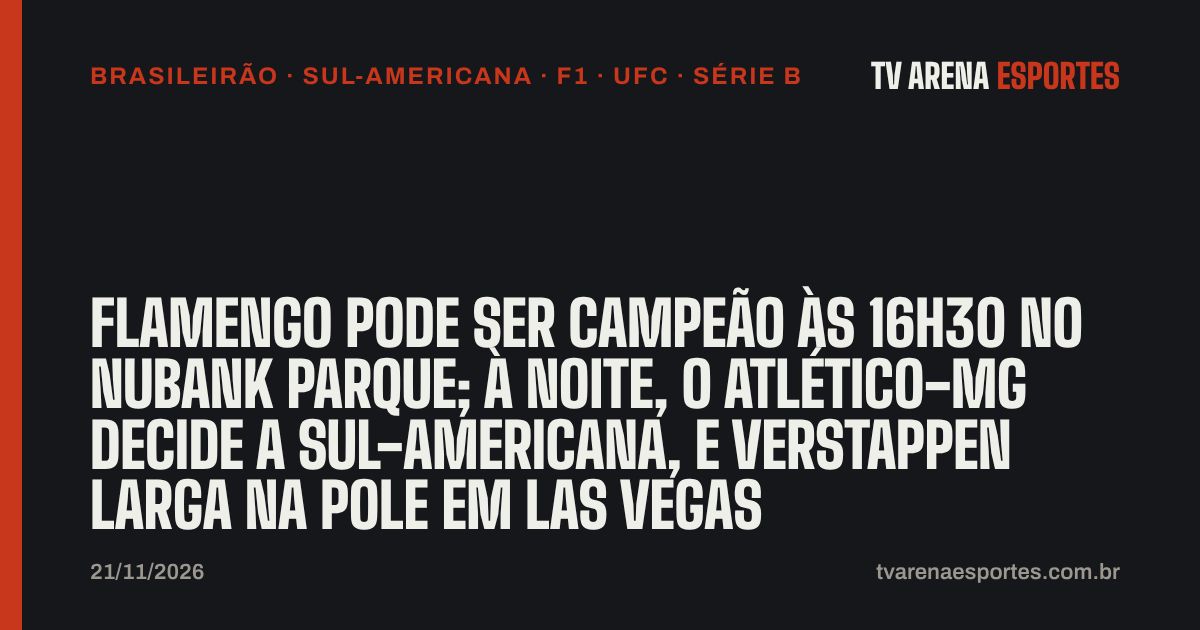 BRASILEIRÃO · SUL-AMERICANA · F1 · UFC · SÉRIE B
TV ARENA ESPORTES
FLAMENGO PODE SER CAMPEÃO ÀS 16H30 NO
NUBANK PARQUE; À NOITE, O ATLÉTICO-MG
DECIDE A SUL-AMERICANA, E VERSTAPPEN
LARGA NA POLE EM LAS VEGAS
21/11/2026
tvarenaesportes.com.br